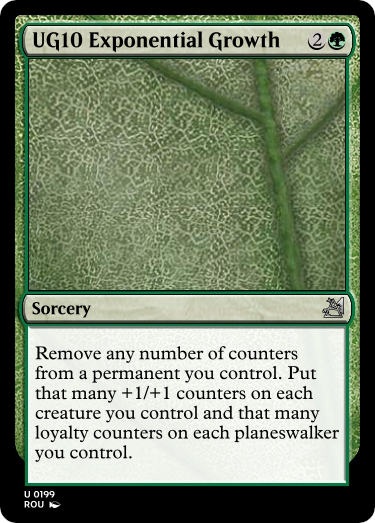 UG10 Exponential Growth 2
Sorcery
Remove any number of counters
from a permanent you control. Put
that many +1/+1 counters on each
creature you control and that many
loyalty counters on each planeswalker
you control.
U 0199
ROU